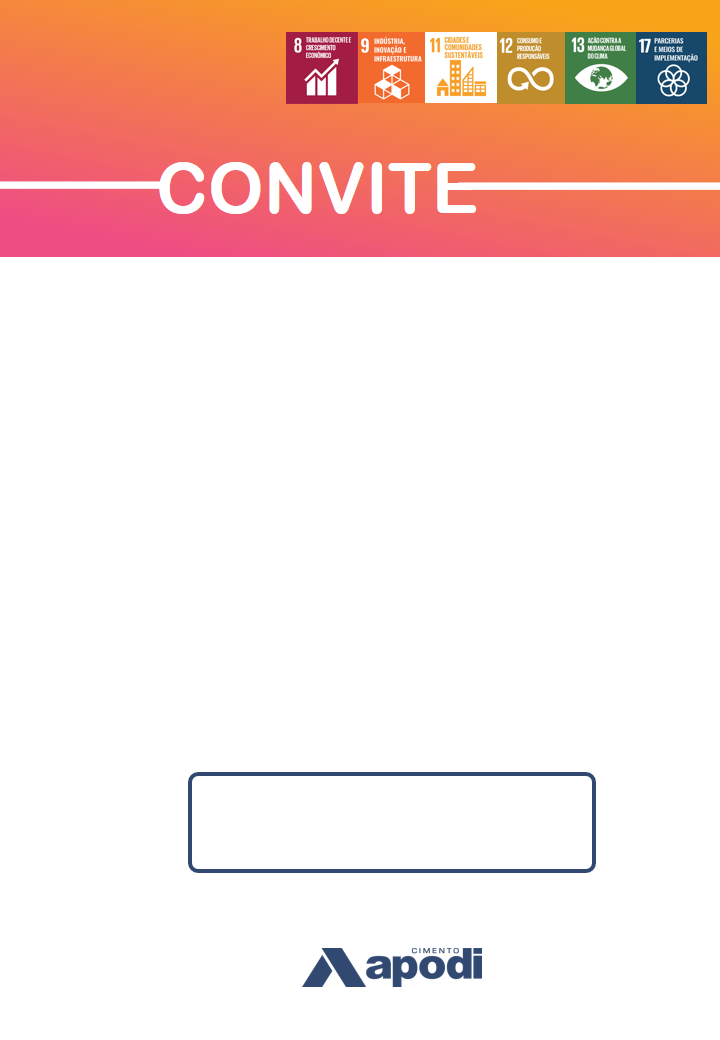 8 TRABALHO DECENTE E
CRESCIMENTO
ECONÔMICO
9 INDÚSTRIA,
INOVAÇÃO E
INFRAESTRUTURA
11 CIDADES E
COMUNIDADES
SUSTENTÁVEIS
12 CONSUMO E
PRODUÇÃO
RESPONSÁVEIS
13 AÇÃO CONTRA A
MUDANÇA GLOBAL
DO CLIMA
17 PARCERIAS
E MEIOS DE
IMPLEMENTAÇÃO
CONVITE
CIMENTO
apodi